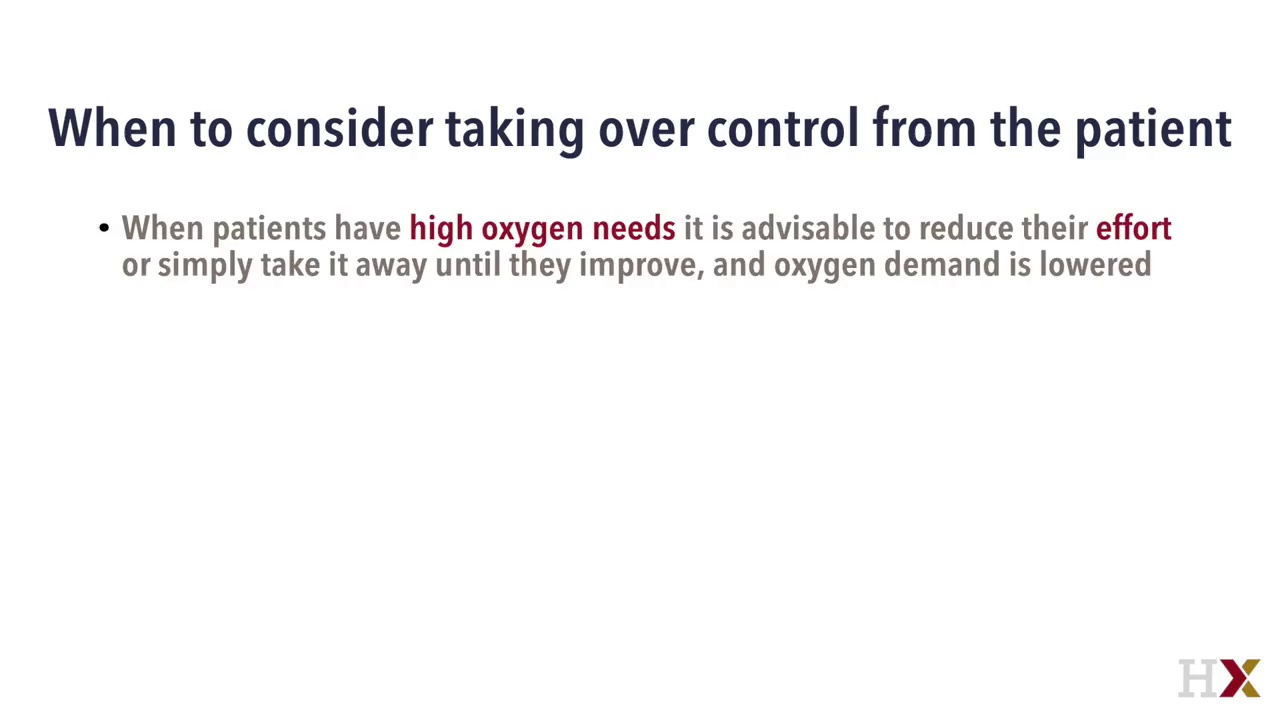 When to consider taking over control from the patient
• When patients have high oxygen needs it is advisable to reduce their effort
or simply take it away until they improve, and oxygen demand is lowered
HX